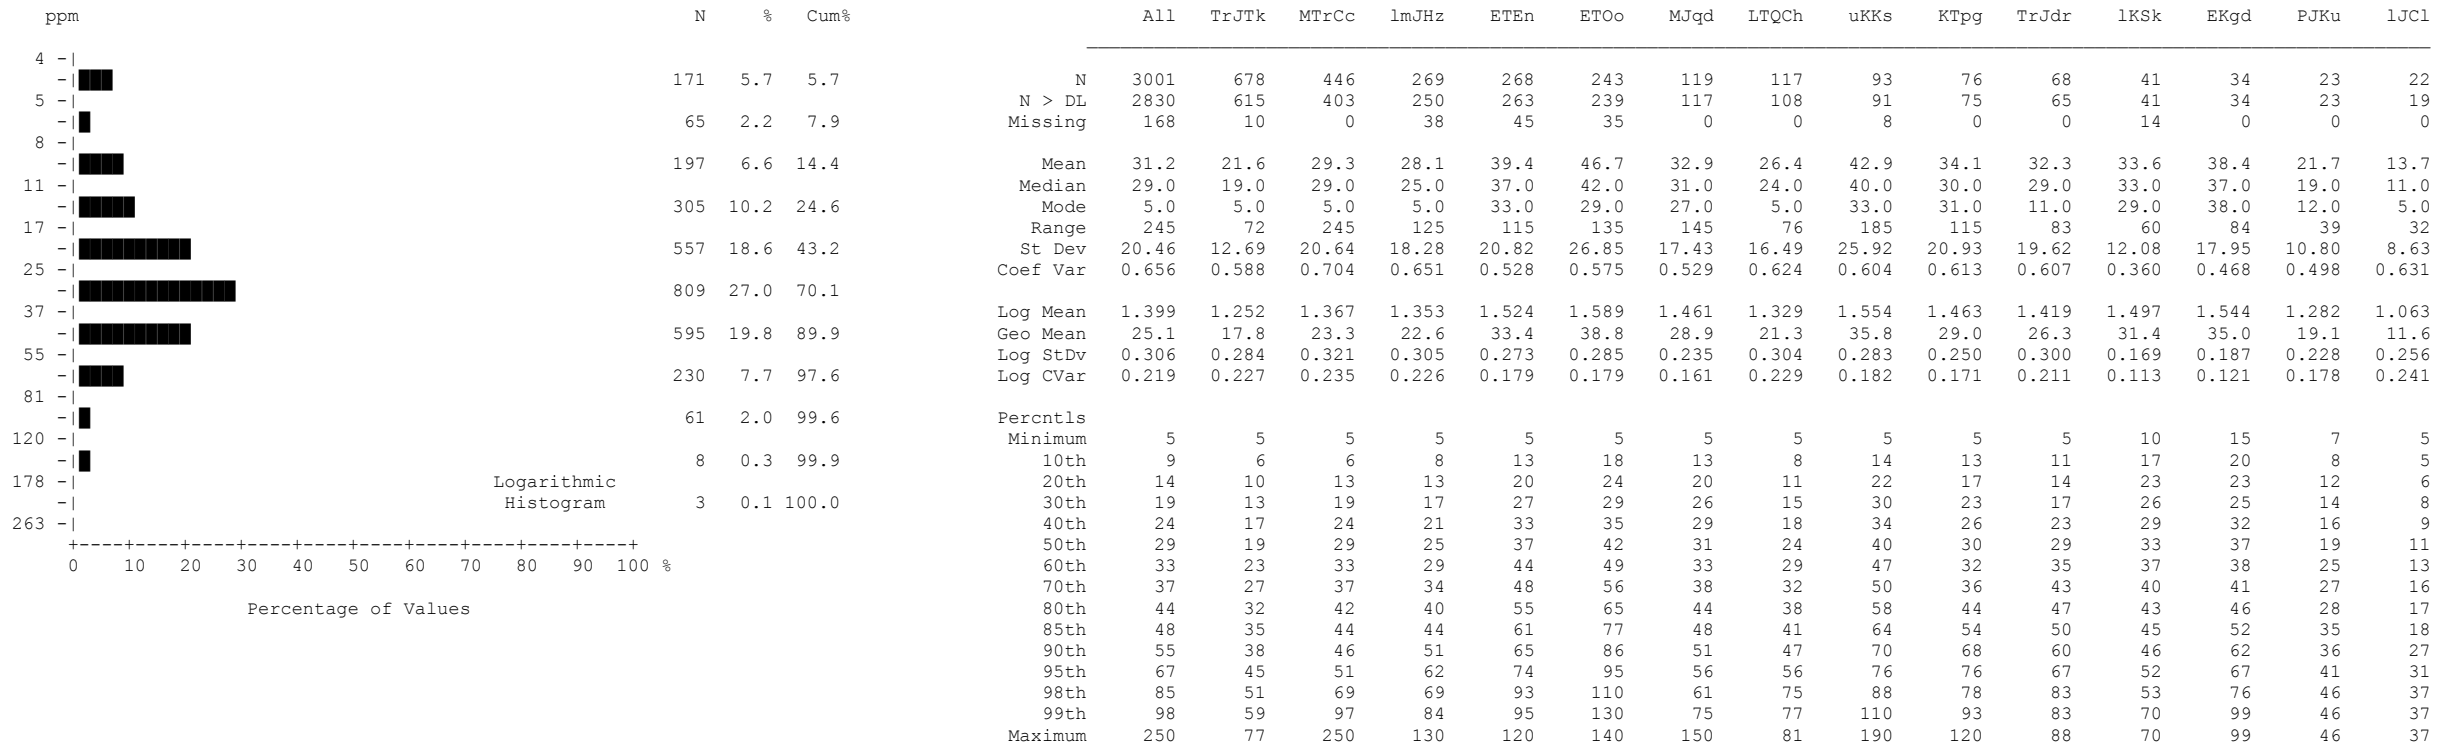 ppm N % Cum% All TrJTk MTrCc lmJHz ETEn ETOo MJqd LTQCh uKKs KTpg TrJdr lKSk EKgd PJKu lJCl
4 -|
-| 171 5.7 5.7 N 3001 678 446 269 268 243 119 117 93 76 68 41 34 23 22
5 -| N > DL 2830 615 403 250 263 239 117 108 91 75 65 41 34 23 19
-| 65 2.2 7.9 Missing 168 10 0 38 45 35 0 0 8 0 0 14 0 0 0
8 -|
-| 197 6.6 14.4 Mean 31.2 21.6 29.3 28.1 39.4 46.7 32.9 26.4 42.9 34.1 32.3 33.6 38.4 21.7 13.7
11 -| Median 29.0 19.0 29.0 25.0 37.0 42.0 31.0 24.0 40.0 30.0 29.0 33.0 37.0 19.0 11.0
-| 305 10.2 24.6 Mode 5.0 5.0 5.0 5.0 33.0 29.0 27.0 5.0 33.0 31.0 11.0 29.0 38.0 12.0 5.0
17 -| Range 245 72 245 125 115 135 145 76 185 115 83 60 84 39 32
-| 557 18.6 43.2 St Dev 20.46 12.69 20.64 18.28 20.82 26.85 17.43 16.49 25.92 20.93 19.62 12.08 17.95 10.80 8.63
25 -| Coef Var 0.656 0.588 0.704 0.651 0.528 0.575 0.529 0.624 0.604 0.613 0.607 0.360 0.468 0.498 0.631
-| 809 27.0 70.1
37 -| Log Mean 1.399 1.252 1.367 1.353 1.524 1.589 1.461 1.329 1.554 1.463 1.419 1.497 1.544 1.282 1.063
-| 595 19.8 89.9 Geo Mean 25.1 17.8 23.3 22.6 33.4 38.8 28.9 21.3 35.8 29.0 26.3 31.4 35.0 19.1 11.6
55 -| Log StDv 0.306 0.284 0.321 0.305 0.273 0.285 0.235 0.304 0.283 0.250 0.300 0.169 0.187 0.228 0.256
-| 230 7.7 97.6 Log CVar 0.219 0.227 0.235 0.226 0.179 0.179 0.161 0.229 0.182 0.171 0.211 0.113 0.121 0.178 0.241
81 -|
-| 61 2.0 99.6 Percntls
120 -| Minimum 5 5 5 5 5 5 5 5 5 5 5 10 15 7 5
-| 8 0.3 99.9 10th 9 6 6 8 13 18 13 8 14 13 11 17 20 8 5
178 -| Logarithmic 20th 14 10 13 13 20 24 20 11 22 17 14 23 23 12 6
-| Histogram 3 0.1 100.0 30th 19 13 19 17 27 29 26 15 30 23 17 26 25 14 8
263 -| 40th 24 17 24 21 33 35 29 18 34 26 23 29 32 16 9
+----+----+----+----+----+----+----+----+----+----+----+----+----+----+----+----+----+----+----+----+ 50th 29 19 29 25 37 42 31 24 40 30 29 33 37 19 11
0 10 20 30 40 50 60 70 80 90 100 % 60th 33 23 33 29 44 49 33 29 47 32 35 37 38 25 13
70th 37 27 37 34 48 56 38 32 50 36 43 40 41 27 16
Percentage of Values 80th 44 32 42 40 55 65 44 38 58 44 47 43 46 28 17
85th 48 35 44 44 61 77 48 41 64 54 50 45 52 35 18
90th 55 38 46 51 65 86 51 47 70 68 60 46 62 36 27
95th 67 45 51 62 74 95 56 56 76 76 67 52 67 41 31
98th 85 51 69 69 93 110 61 75 88 78 83 53 76 46 37
99th 98 59 97 84 95 130 75 77 110 93 83 70 99 46 37
Maximum 250 77 250 130 120 140 150 81 190 120 88 70 99 46 37